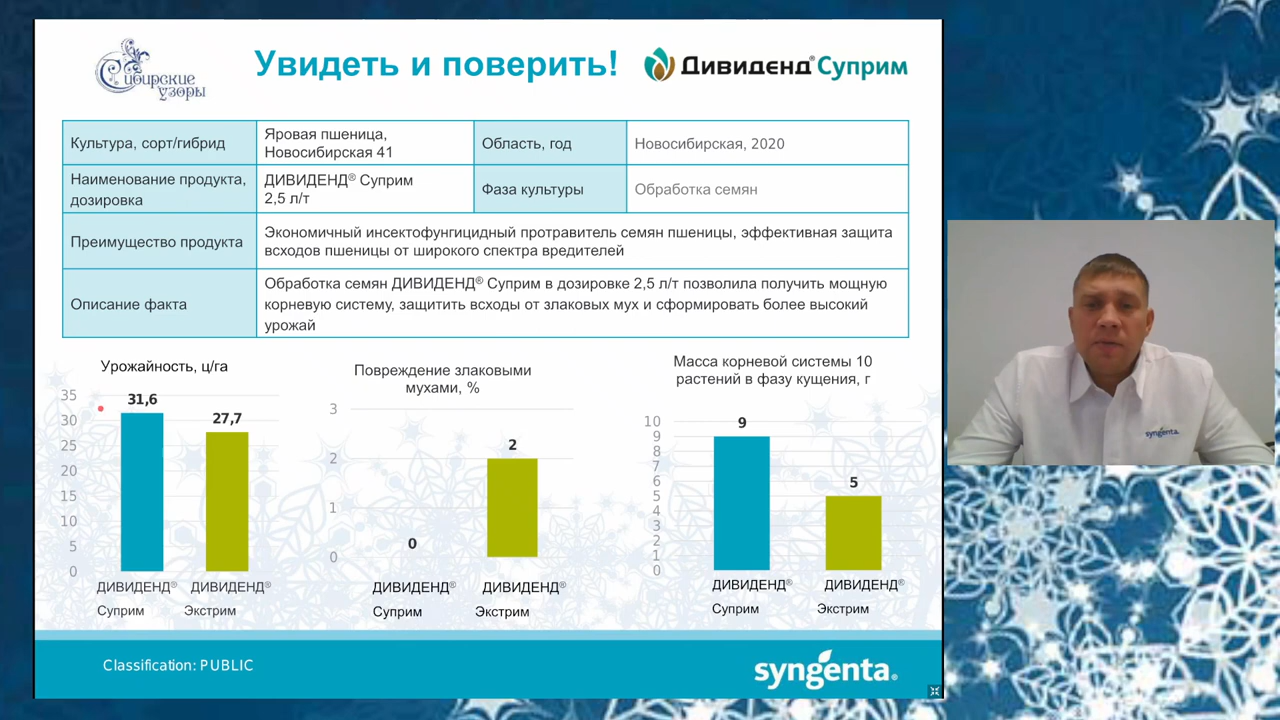 Сибирские
узоры
Увидеть и поверить!
Дивиденд® Суприм
Культура, сорт/гибрид
Яровая пшеница,
Новосибирская 41
Область, год
Новосибирская, 2020
Наименование продукта,
дозировка
ДИВИДЕНД® Суприм
2,5 л/т
Фаза культуры
Обработка семян
Преимущество продукта
Экономичный инсектофунгицидный протравитель семян пшеницы, эффективная защита
всходов пшеницы от широкого спектра вредителей
Описание факта
Обработка семян ДИВИДЕНД® Суприм в дозировке 2,5 л/т позволила получить мощную
корневую систему, защитить всходы от злаковых мух и сформировать более высокий
урожай
Урожайность, ц/га
35
30
25
20
15
10
5
0
31,6
27,7
ДИВИДЕНД®
Суприм
ДИВИДЕНД®
Экстрим
Повреждение злаковыми
мухами, %
3
2
1
0
0
2
ДИВИДЕНД®
Суприм
ДИВИДЕНД®
Экстрим
Масса корневой системы 10
растений в фазу кущения, г
10
9
8
7
6
5
4
3
2
1
0
9
5
ДИВИДЕНД®
Суприм
ДИВИДЕНД®
Экстрим
syngenta.
Classification: PUBLIC
syngenta®